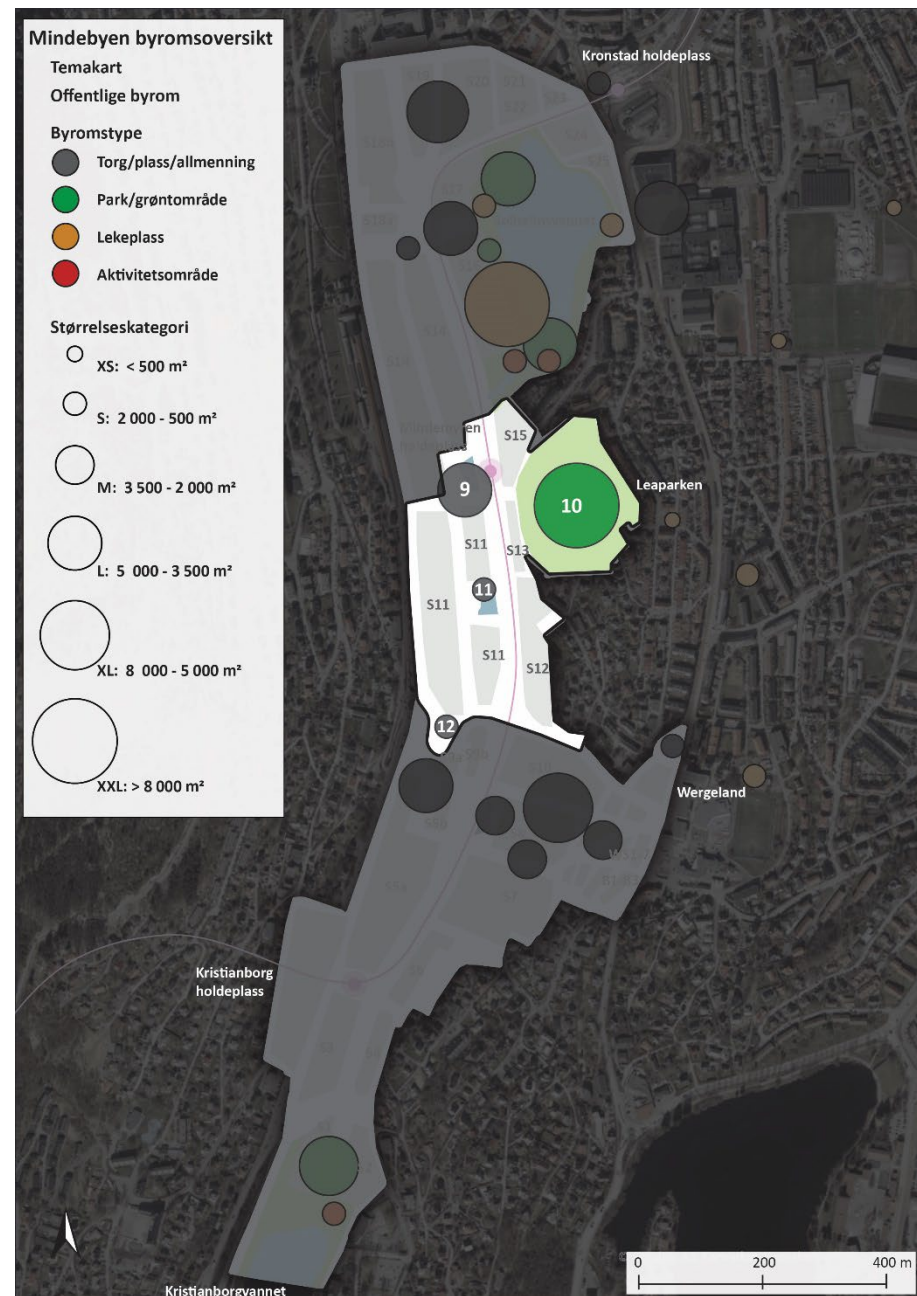 Mindebyen byromsoversikt
Temakart
Offentlige byrom
Byromstype
Torg/plass/allmenning
Park/grøntområde
Lekeplass
Aktivitetsområde
Størrelseskategori
XS: < 500 m²
S: 2 000 - 500 m²
M: 3 500 - 2 000 m²
L: 5 000 - 3 500 m²
XL: 8 000 - 5 000 m²
XXL: > 8 000 m²
Kronstad holdeplass
S15
Leaparken
9
10
S11
S13
11
S11
S11
S12
12
Wergeland
Kristianborg
holdeplass
Kristianborgvannet
0 200 400 m